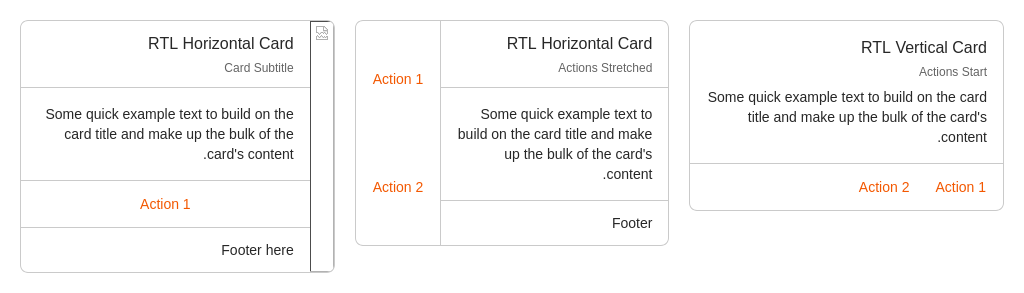 RTL Horizontal Card
Card Subtitle
Some quick example text to build on the
card title and make up the bulk of the
.card's content
Action 1
Footer here
RTL Horizontal Card
Actions Stretched
Some quick example text to
build on the card title and make
up the bulk of the card's
.content
Footer
Action 1
Action 2
RTL Vertical Card
Actions Start
Some quick example text to build on the card
title and make up the bulk of the card's
.content
Action 2 Action 1